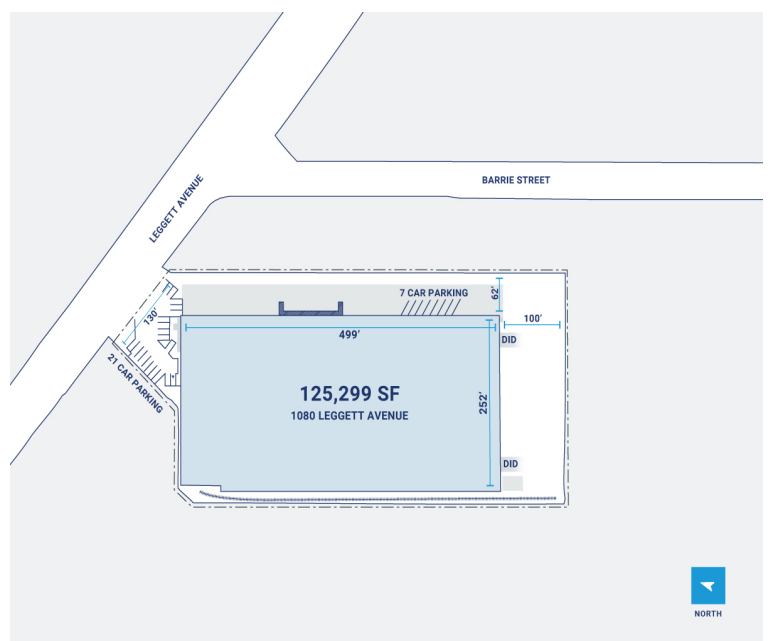 BARRIE STREET
LEGGETT AVENUE
7 CAR PARKING
62'
130'
100'
499'
DID
21 CAR PARKING
125,299 SF
252'
1080 LEGGETT AVENUE
DID
NORTH